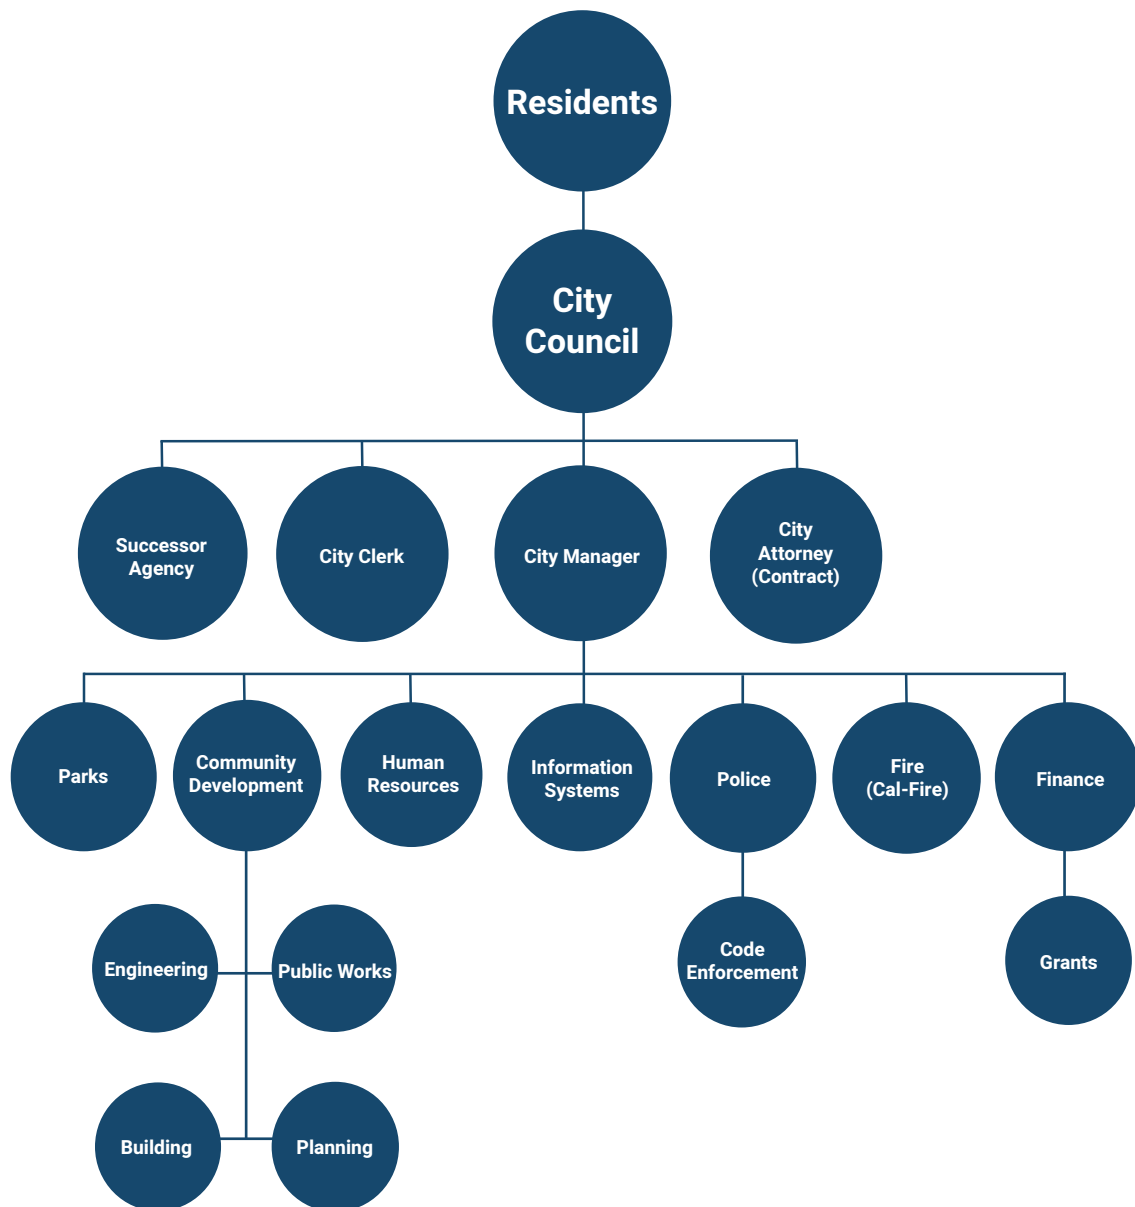 Residents
City
Council
Successor
Agency
City Clerk
City Manager
City
Attorney
(Contract)
Parks
Community
Development
Human
Resources
Information
Systems
Police
Fire
(Cal-Fire)
Finance
Engineering
Public Works
Code
Enforcement
Grants
Building
Planning